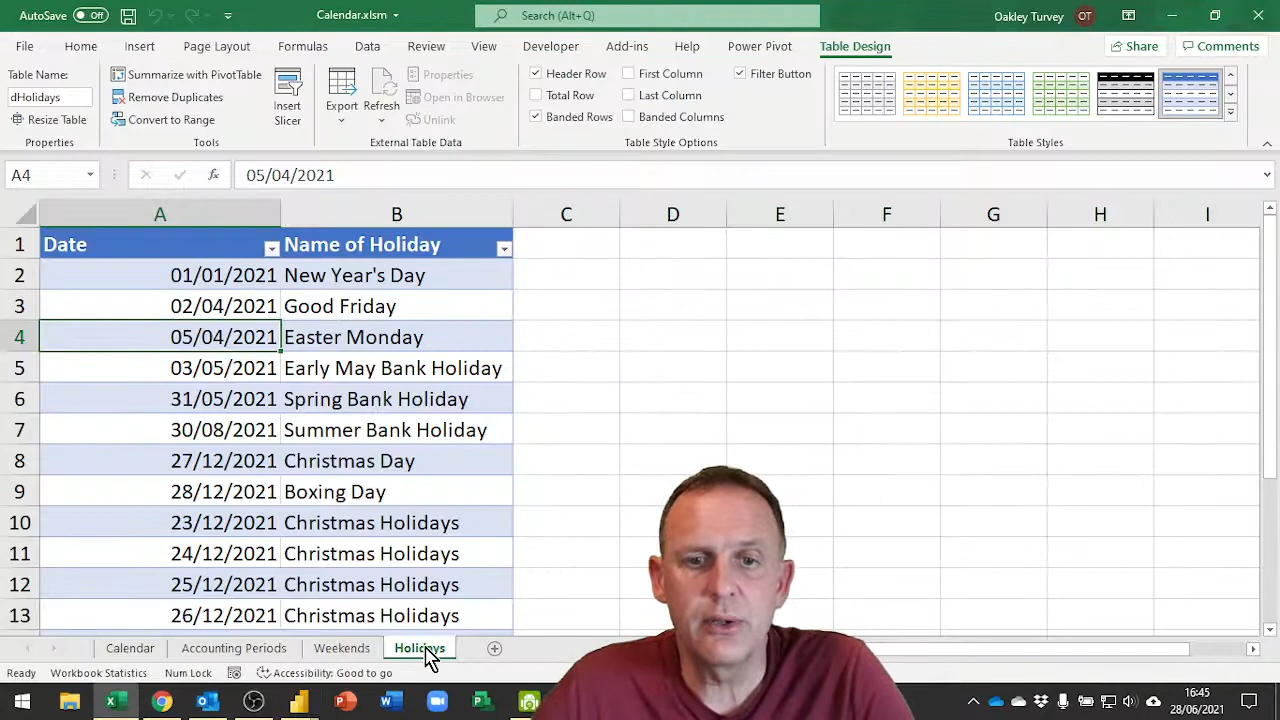 AutoSave Off Calendar.xlsm Search (Alt+Q) Oakley Turvey OT
File Home Insert Page Layout Formulas Data Review View Developer Add-ins Help Power Pivot Table Design Share Comments
Table Name: Summarize with PivotTable Properties Header Row First Column Filter Button
dHolidays Remove Duplicates Insert Slicer Export Refresh Open in Browser Total Row Last Column
Resize Table Convert to Range Unlink Banded Rows Banded Columns
Properties Tools External Table Data Table Style Options Table Styles
A4 fx 05/04/2021
A B C D E F G H I
1 Date Name of Holiday
2 01/01/2021 New Year's Day
3 02/04/2021 Good Friday
4 05/04/2021 Easter Monday
5 03/05/2021 Early May Bank Holiday
6 31/05/2021 Spring Bank Holiday
7 30/08/2021 Summer Bank Holiday
8 27/12/2021 Christmas Day
9 28/12/2021 Boxing Day
10 23/12/2021 Christmas Holidays
11 24/12/2021 Christmas Holidays
12 25/12/2021 Christmas Holidays
13 26/12/2021 Christmas Holidays
Calendar Accounting Periods Weekends Holidays
Ready Workbook Statistics Num Lock Accessibility: Good to go
16:45
28/06/2021